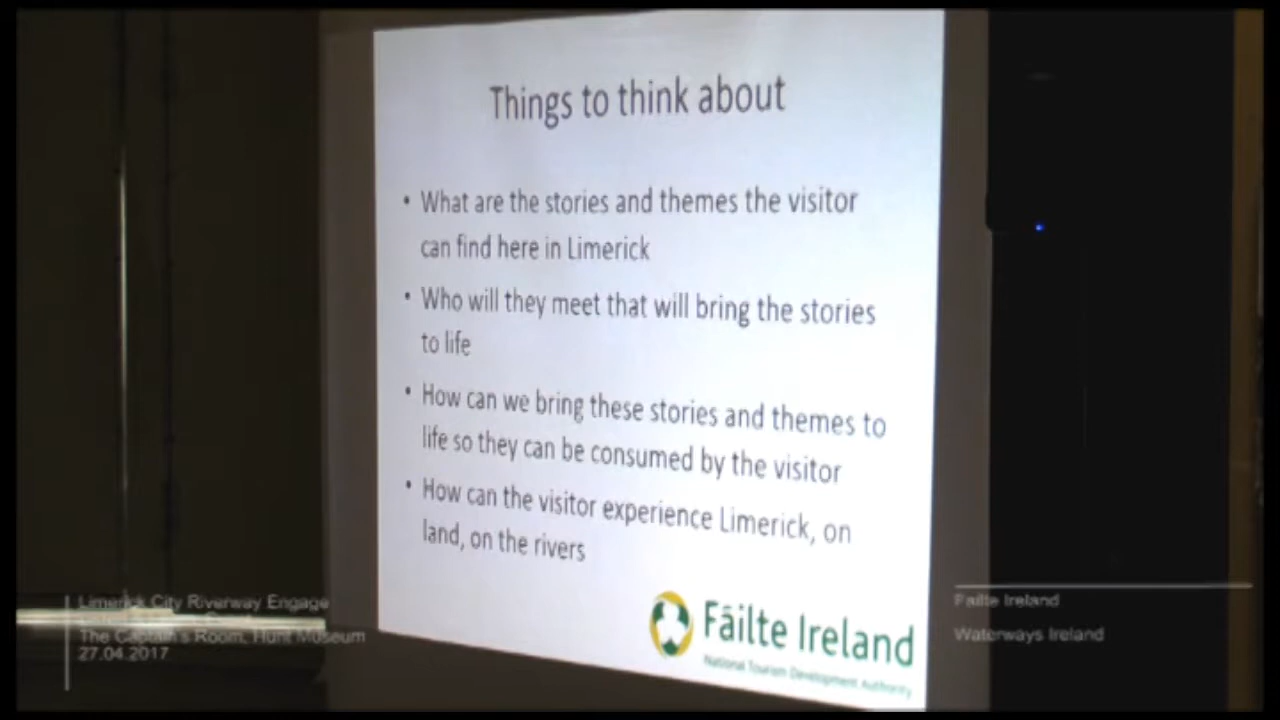 Things to think about
• What are the stories and themes the visitor
can find here in Limerick
• Who will they meet that will bring the stories
to life
• How can we bring these stories and themes to
life so they can be consumed by the visitor
• How can the visitor experience Limerick, on
land, on the rivers
Fáilte Ireland
National Tourism Development Authority
Limerick City Riverway Engage
The Captain's Room, Hunt Museum
27.04.2017
Failte Ireland
Waterways Ireland